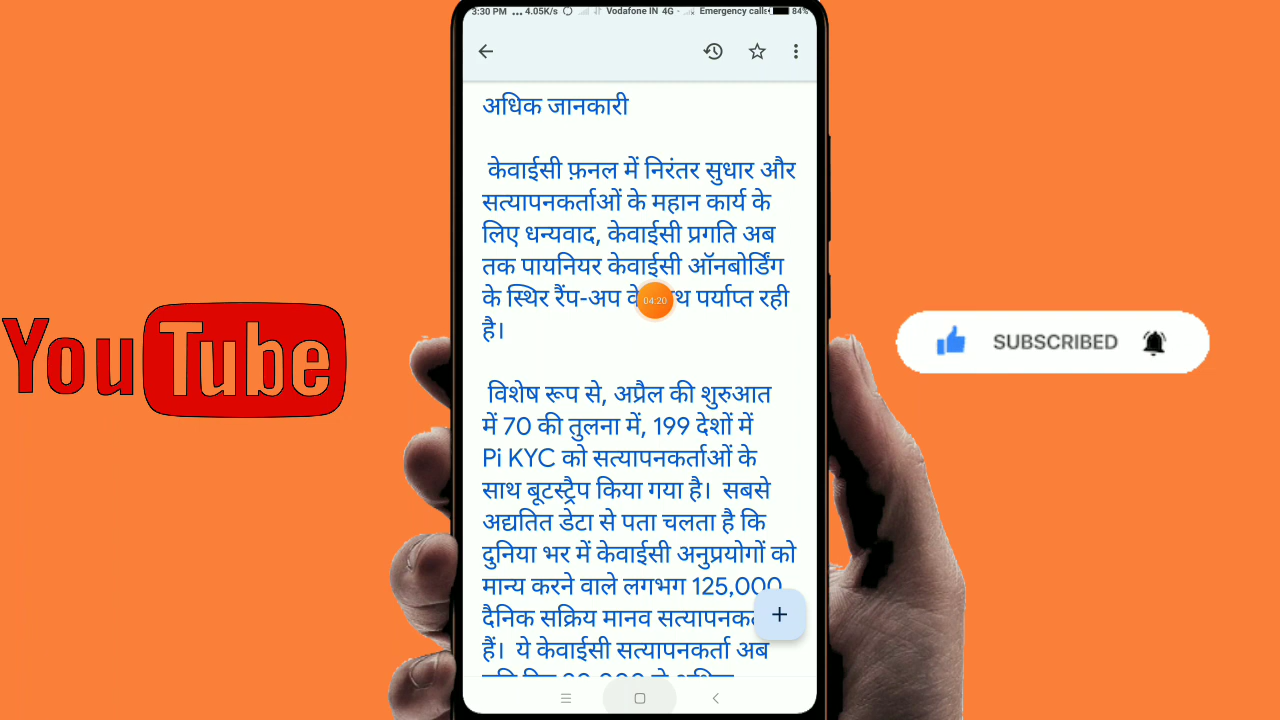 3:30 PM ... 4.05K/s Vodafone IN 4G Emergency calls 84%
अधिक जानकारी
केवाईसी फ़नल में निरंतर सुधार और
सत्यापनकर्ताओं के महान कार्य के
लिए धन्यवाद, केवाईसी प्रगति अब
तक पायनियर केवाईसी ऑनबोर्डिंग
के स्थिर रैंप-अप 04:20 पर्याप्त रही
है।
विशेष रूप से, अप्रैल की शुरुआत
में 70 की तुलना में, 199 देशों में
Pi KYC को सत्यापनकर्ताओं के
साथ बूटस्ट्रैप किया गया है। सबसे
अद्यतित डेटा से पता चलता है कि
दुनिया भर में केवाईसी अनुप्रयोगों को
मान्य करने वाले लगभग 125,000
दैनिक सक्रिय मानव
हैं। ये केवाईसी सत्यापनकर्ता अब
YouTube
SUBSCRIBED